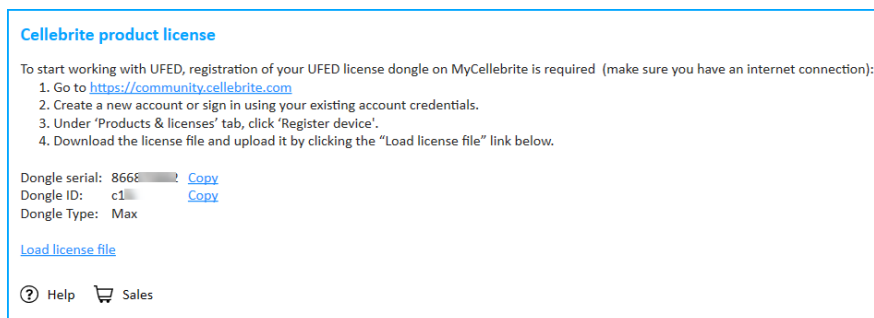 Cellebrite product license
To start working with UFED, registration of your UFED license dongle on MyCellebrite is required (make sure you have an internet connection):
1. Go to https://community.cellebrite.com
2. Create a new account or sign in using your existing account credentials.
3. Under ‘Products & licenses’ tab, click ‘Register device'.
4. Download the license file and upload it by clicking the “Load license file” link below.
Dongle serial: Copy
Dongle ID: Copy
Dongle Type: Max
Load license file
Help Sales